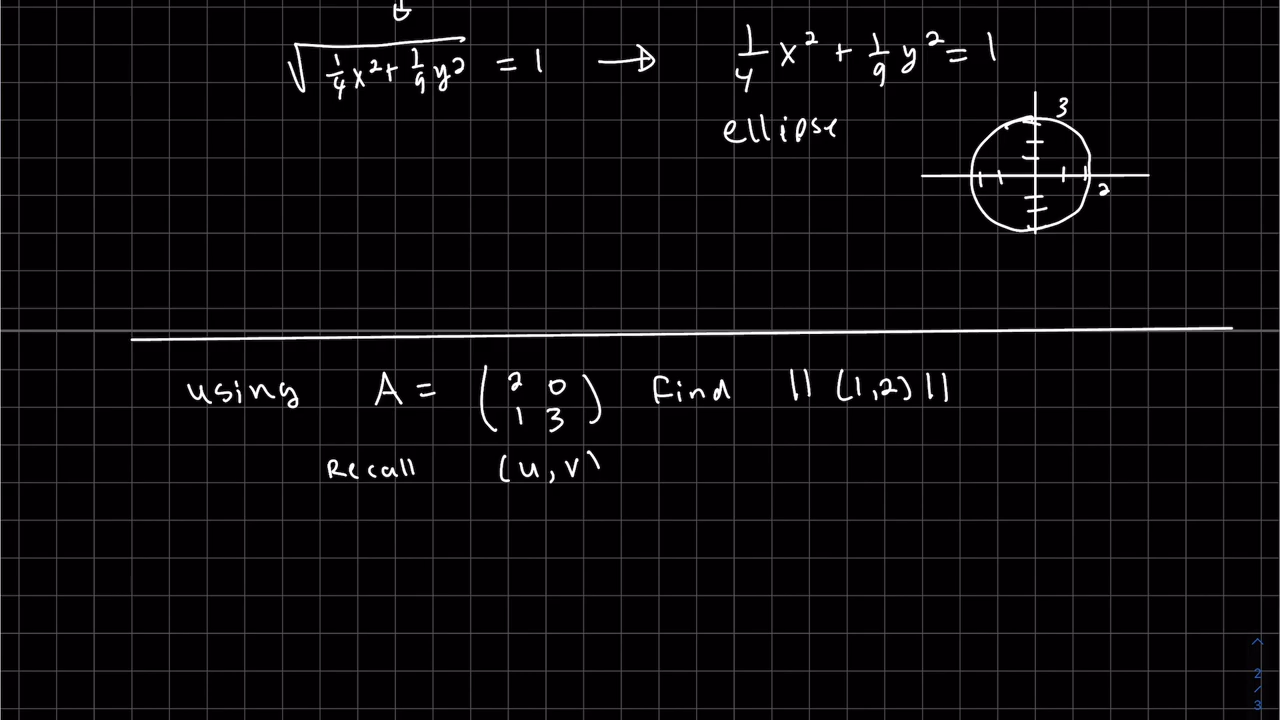 √(1/4 x² + 1/9 y²) = 1 → 1/4 x² + 1/9 y² = 1
ellipse
3
2
using A = (2 0
1 3) find ||(1,2)||
Recall (u,v)
2
/
3